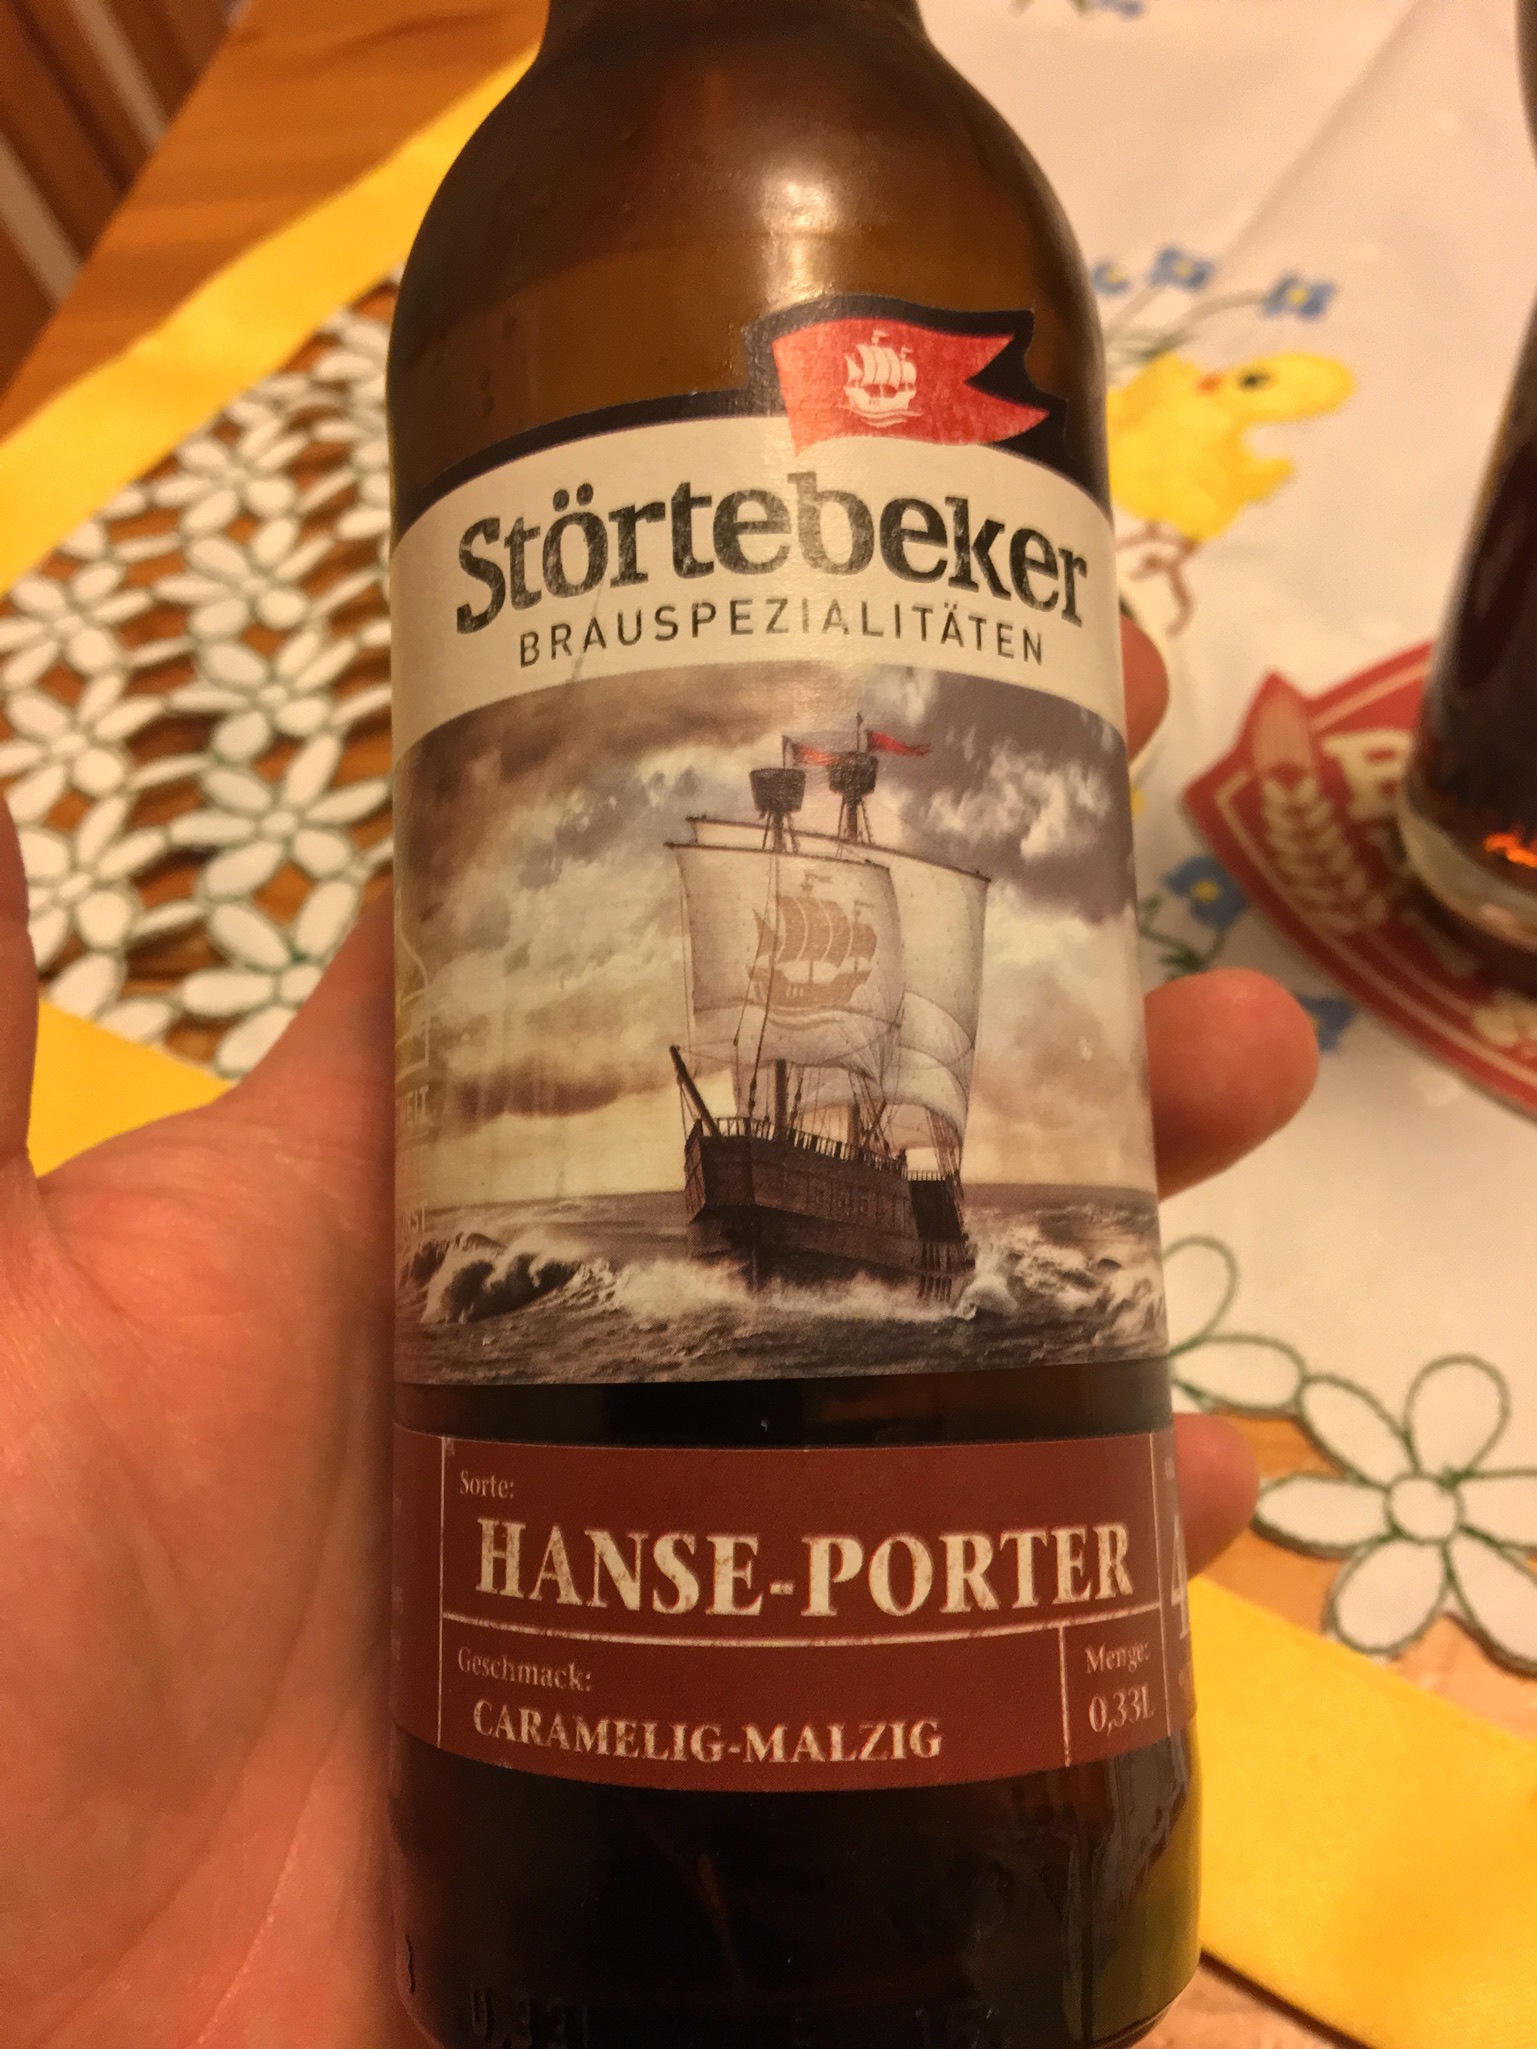 Störtebeker
BRAUSPEZIALITÄTEN
Sorte:
HANSE-PORTER
Geschmack:
CARAMELIG-MALZIG
Menge:
0,33L